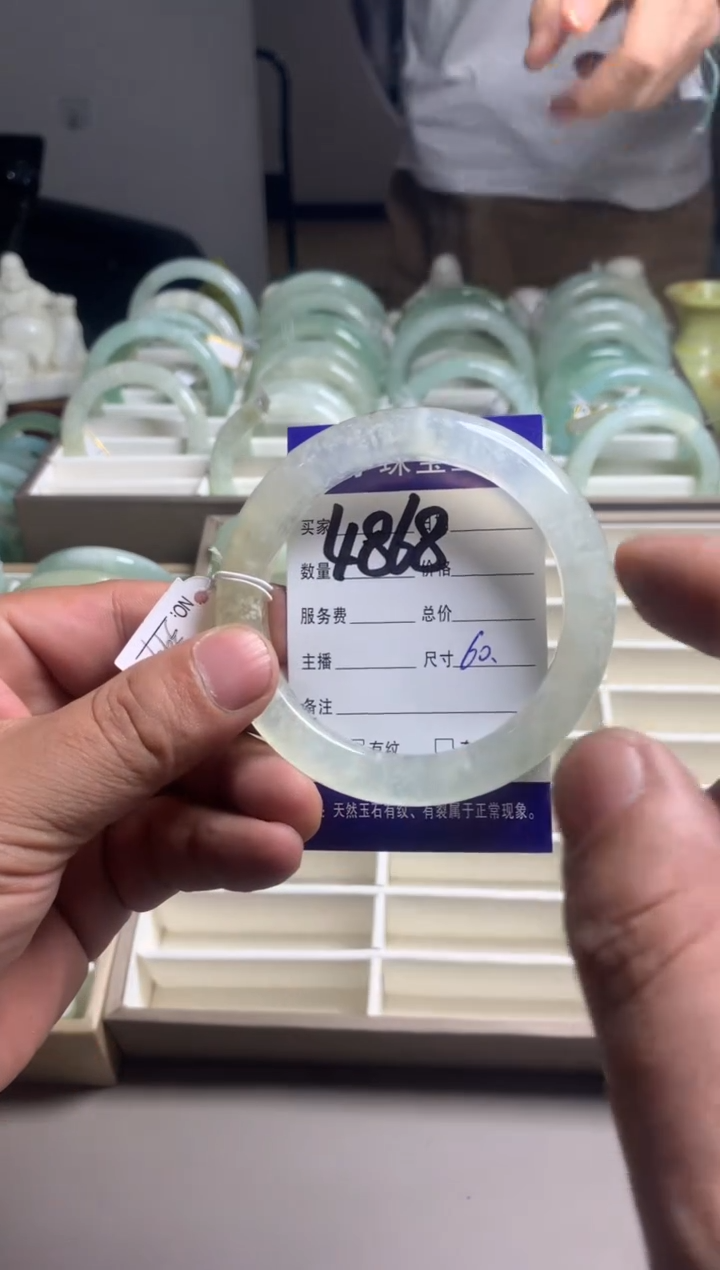 珠宝
买家 4868
数量 价格
服务费 总价
主播 尺寸 60.
备注
有纹
天然玉石有纹、有裂属于正常现象。
NO: